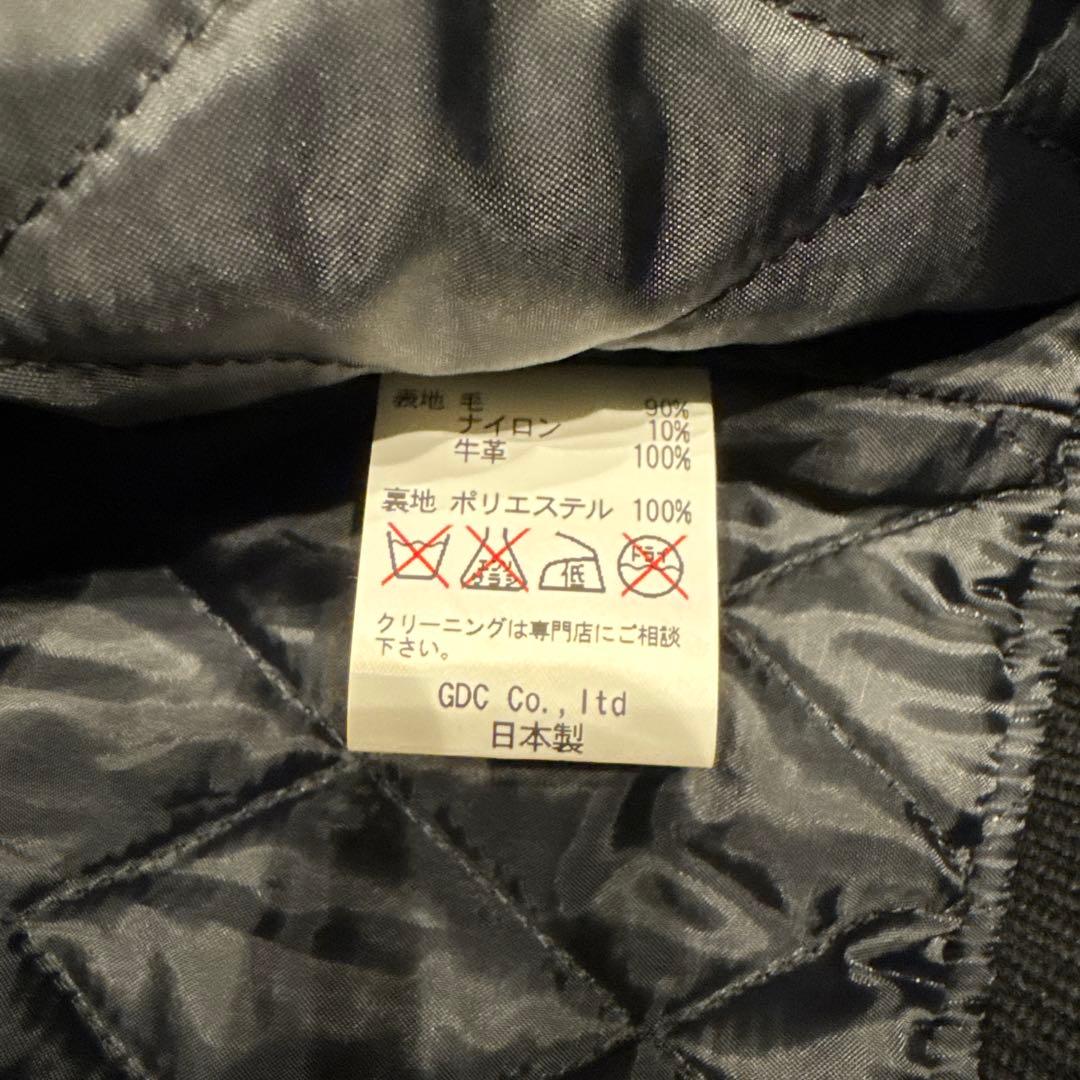 表地 毛 90%
ナイロン 10%
牛革 100%
裏地 ポリエステル 100%
エンソ
サラシ
低
ドライ
クリーニングは専門店にご相談
下さい。
GDC Co.,ltd
日本製